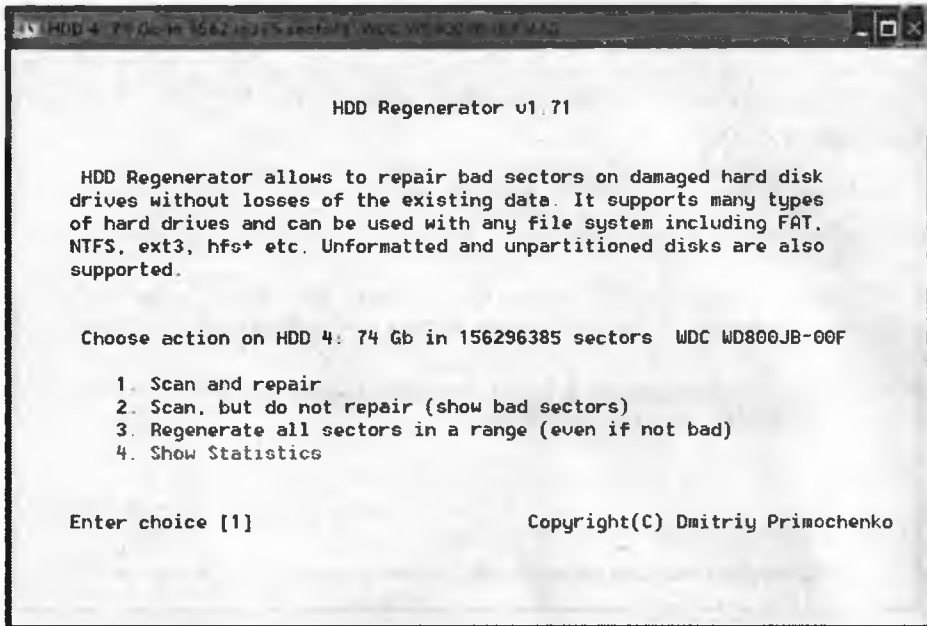 HDD Regenerator v1.71
HDD Regenerator allows to repair bad sectors on damaged hard disk
drives without losses of the existing data. It supports many types
of hard drives and can be used with any file system including FAT,
NTFS, ext3, hfs+ etc. Unformatted and unpartitioned disks are also
supported.
Choose action on HDD 4: 74 Gb in 156296385 sectors WDC WD800JB-00F
1. Scan and repair
2. Scan, but do not repair (show bad sectors)
3. Regenerate all sectors in a range (even if not bad)
4. Show Statistics
Enter choice [1]
Copyright(C) Dmitriy Primochenko